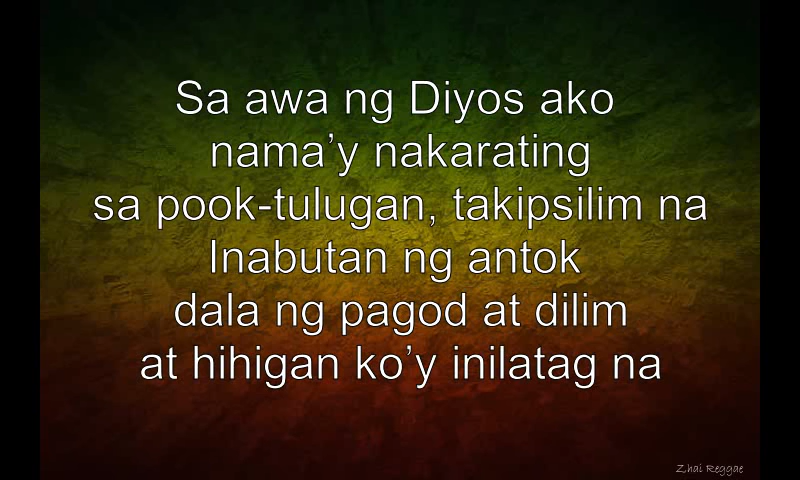 Sa awa ng Diyos ako
nama’y nakarating
sa pook-tulugan, takipsilim na
Inabutan ng antok
dala ng pagod at dilim
at hihigan ko’y inilatag na
Zhai Reggae